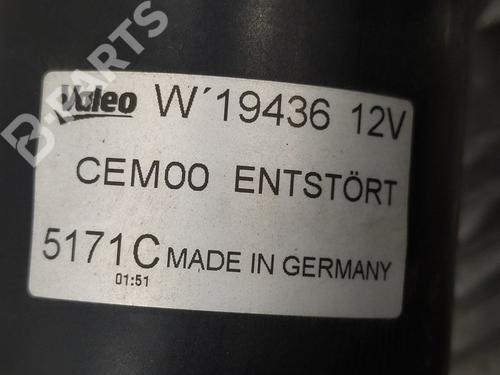 B-PARTS
Valeo W´19436 12V
CEM00 ENTSTÖRT
5171C MADE IN GERMANY
01:51